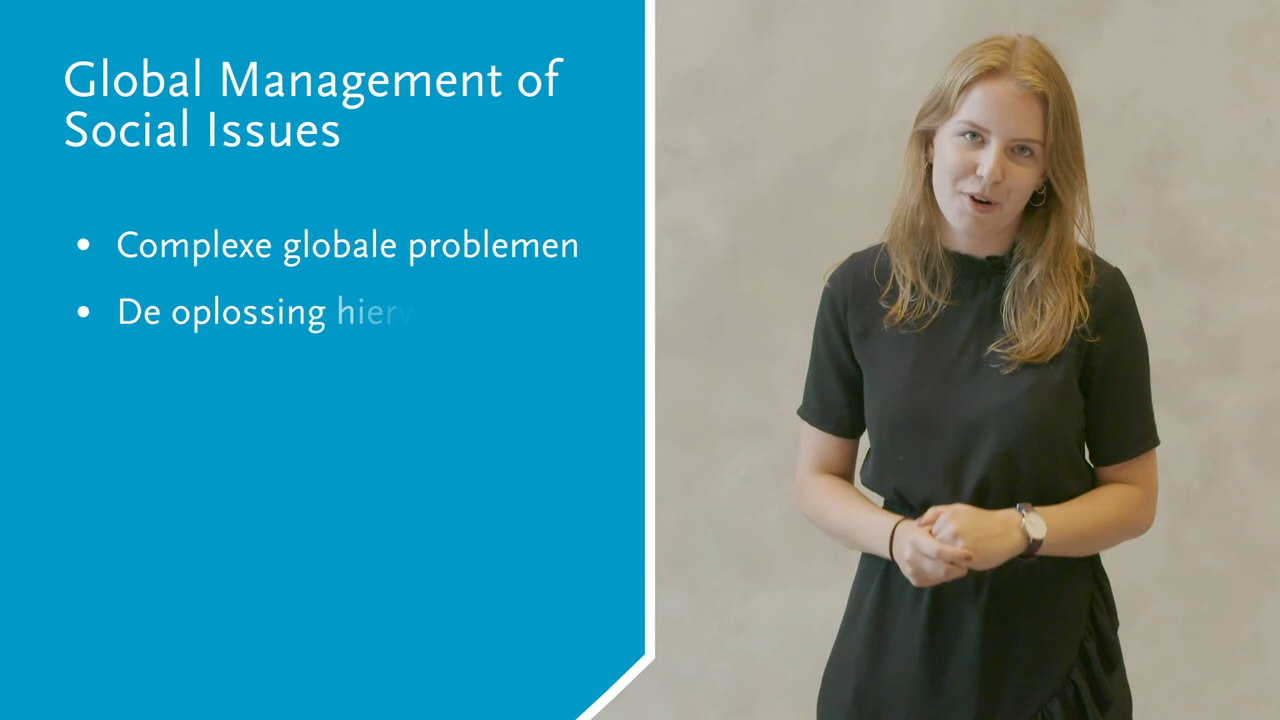 Global Management of
Social Issues
• Complexe globale problemen
• De oplossing